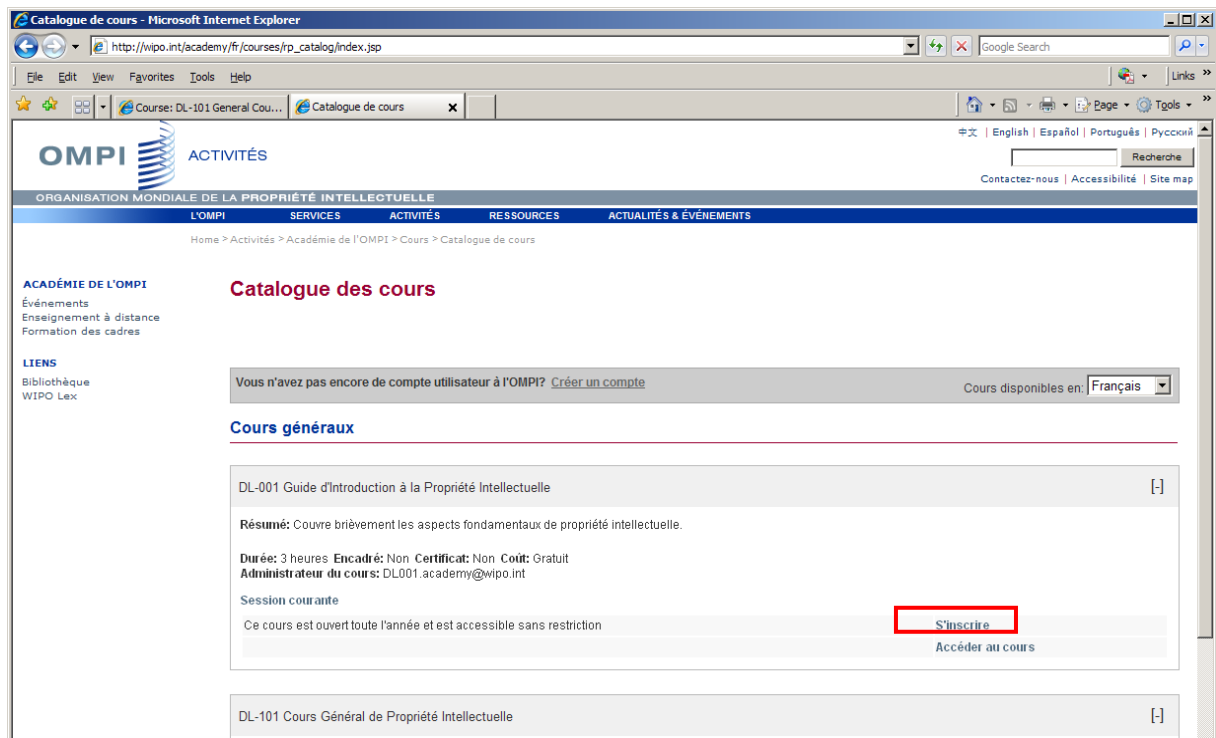 Catalogue de cours - Microsoft Internet Explorer
http://wipo.int/academy/fr/courses/rp_catalog/index.jsp
Google Search
File Edit View Favorites Tools Help
Links »
Course: DL-101 General Cou...
Catalogue de cours
Page
Tools
»
中文 | English | Español | Português | Русский
OMPI
ACTIVITÉS
Recherche
Contactez-nous | Accessibilité | Site map
ORGANISATION MONDIALE DE LA PROPRIÉTÉ INTELLECTUELLE
L'OMPI SERVICES ACTIVITÉS RESSOURCES ACTUALITÉS & ÉVÉNEMENTS
Home > Activités > Académie de l'OMPI > Cours > Catalogue de cours
ACADÉMIE DE L'OMPI
Événements
Enseignement à distance
Formation des cadres
LIENS
Bibliothèque
WIPO Lex
Catalogue des cours
Vous n'avez pas encore de compte utilisateur à l'OMPI? Créer un compte
Cours disponibles en: Français
Cours généraux
DL-001 Guide d'Introduction à la Propriété Intellectuelle [-]
Résumé: Couvre brièvement les aspects fondamentaux de propriété intellectuelle.
Durée: 3 heures Encadré: Non Certificat: Non Coût: Gratuit
Administrateur du cours: DL001.academy@wipo.int
Session courante
Ce cours est ouvert toute l'année et est accessible sans restriction S'inscrire
Accéder au cours
DL-101 Cours Général de Propriété Intellectuelle [-]